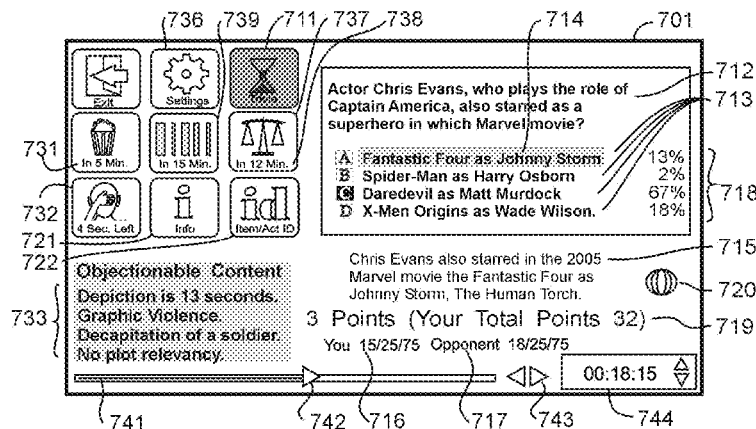 736 739 711 714 737 738 701
Exit Settings Trivia
In 5 Min. In 15 Min. In 12 Min.
4 Sec. Left Info Item/Act ID
Actor Chris Evans, who plays the role of
Captain America, also starred as a
superhero in which Marvel movie?
A Fantastic Four as Johnny Storm 13%
B Spider-Man as Harry Osborn 2%
C Daredevil as Matt Murdock 67%
D X-Men Origins as Wade Wilson. 18%
712
713
718
715
720
719
731
732
721
722
733
Objectionable Content
Depiction is 13 seconds.
Graphic Violence.
Decapitation of a soldier.
No plot relevancy.
Chris Evans also starred in the 2005
Marvel movie the Fantastic Four as
Johnny Storm, The Human Torch.
3 Points (Your Total Points 32)
You 15/25/75 Opponent 18/25/75
00:18:15
741 742 716 717 743 744